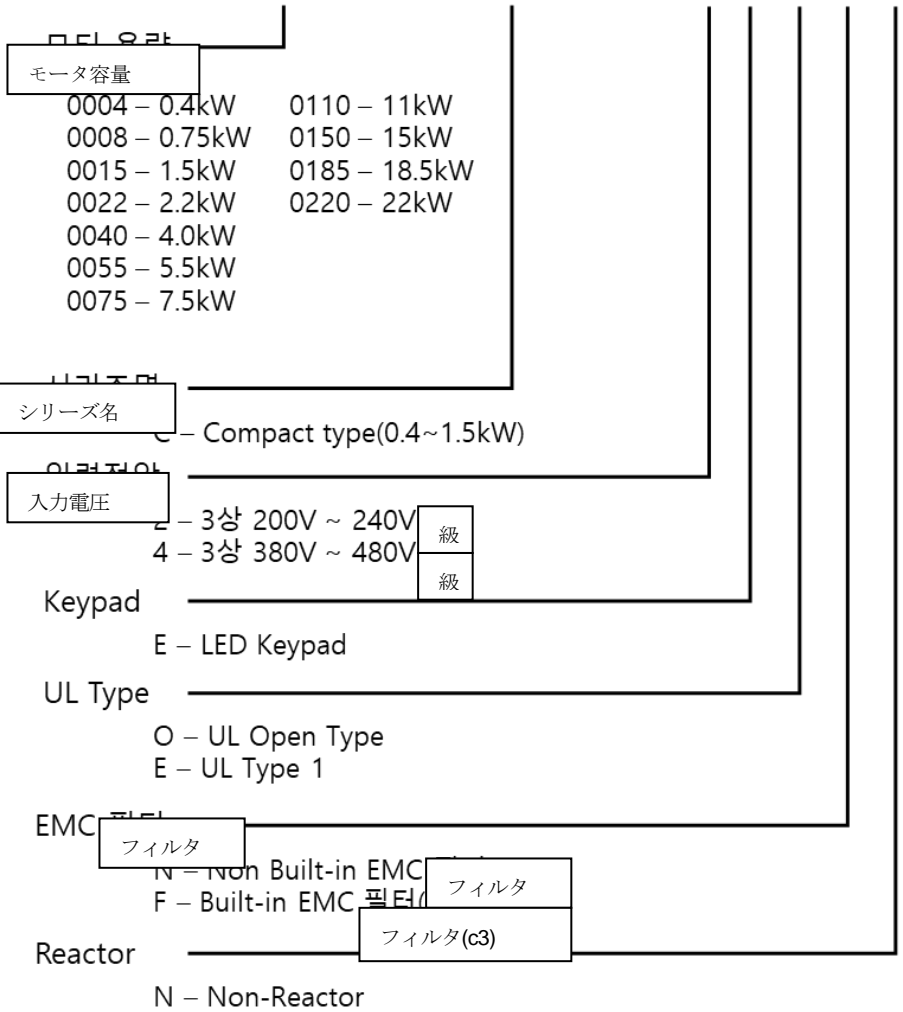 モータ容量
0004 – 0.4kW 0110 – 11kW
0008 – 0.75kW 0150 – 15kW
0015 – 1.5kW 0185 – 18.5kW
0022 – 2.2kW 0220 – 22kW
0040 – 4.0kW
0055 – 5.5kW
0075 – 7.5kW
シリーズ名
C – Compact type(0.4~1.5kW)
入力電圧
2 – 3상 200V ~ 240V 級
4 – 3상 380V ~ 480V 級
Keypad
E – LED Keypad
UL Type
O – UL Open Type
E – UL Type 1
EMC フィルタ
N – Non Built-in EMC フィルタ
F – Built-in EMC 필터( フィルタ(c3)
Reactor
N – Non-Reactor